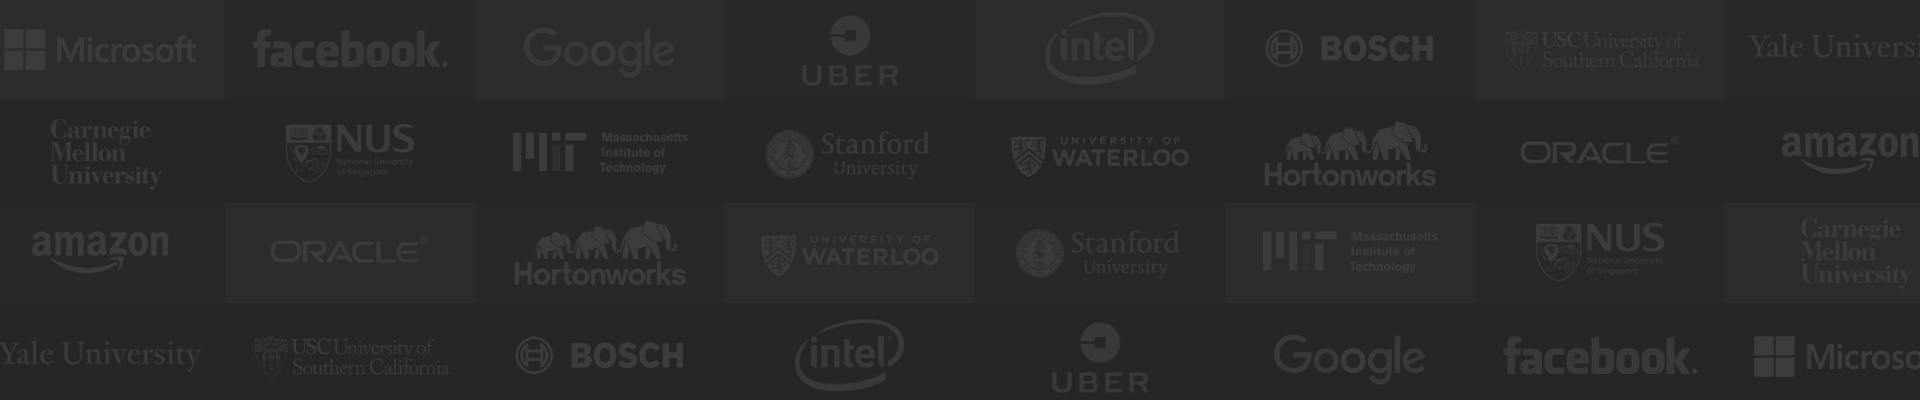 Microsoft
facebook.
Google
UBER
intel
BOSCH
USC University of
Southern California
Yale Univers
Carnegie
Mellon
University
NUS
National University
of Singapore
Massachusetts
Institute of
Technology
Stanford
University
UNIVERSITY OF
WATERLOO
Hortonworks
ORACLE®
amazon
amazon
ORACLE®
Hortonworks
UNIVERSITY OF
WATERLOO
Stanford
University
Massachusetts
Institute of
Technology
NUS
National University
of Singapore
Carnegie
Mellon
University
Yale University
USC University of
Southern California
BOSCH
intel
UBER
Google
facebook.
Microso